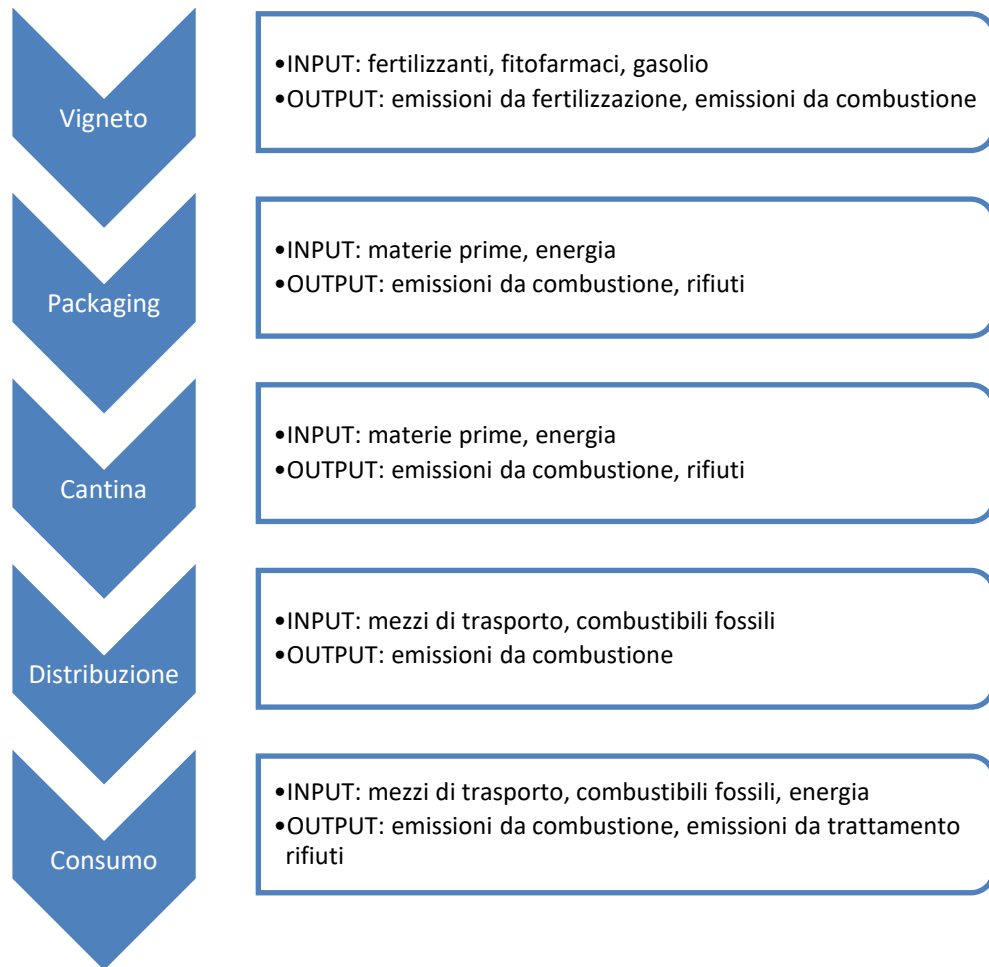 Vigneto
•INPUT: fertilizzanti, fitofarmaci, gasolio
•OUTPUT: emissioni da fertilizzazione, emissioni da combustione
Packaging
•INPUT: materie prime, energia
•OUTPUT: emissioni da combustione, rifiuti
Cantina
•INPUT: materie prime, energia
•OUTPUT: emissioni da combustione, rifiuti
Distribuzione
•INPUT: mezzi di trasporto, combustibili fossili
•OUTPUT: emissioni da combustione
Consumo
•INPUT: mezzi di trasporto, combustibili fossili, energia
•OUTPUT: emissioni da combustione, emissioni da trattamento
rifiuti